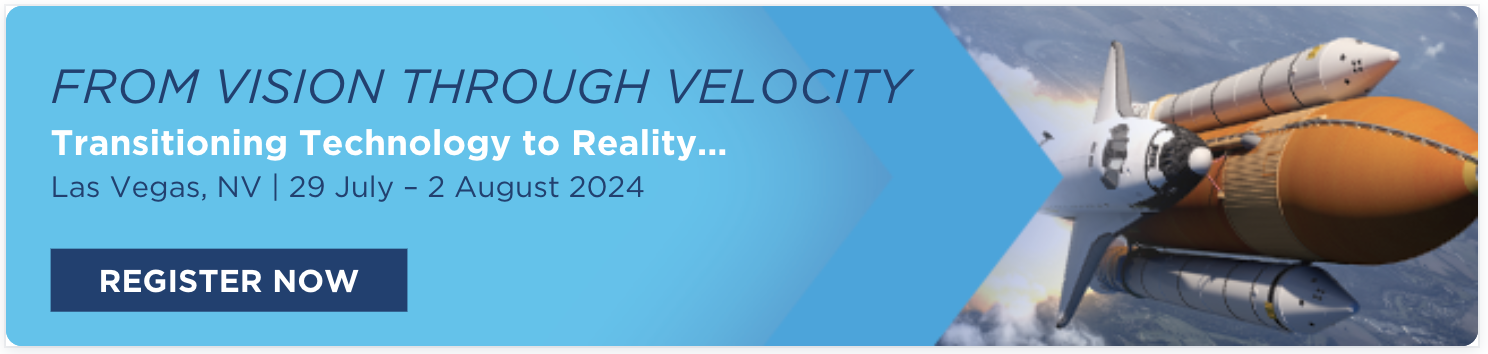 FROM VISION THROUGH VELOCITY
Transitioning Technology to Reality...
Las Vegas, NV | 29 July – 2 August 2024
REGISTER NOW